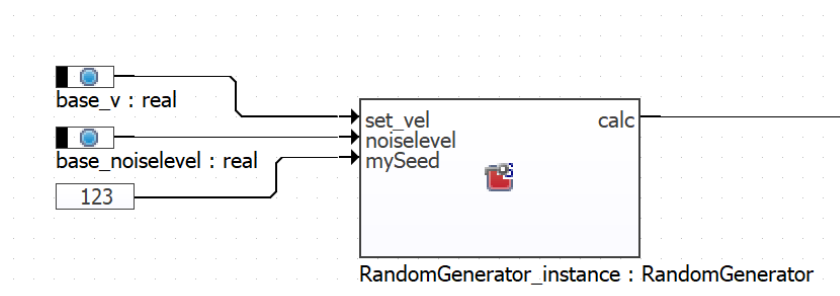 base_v : real
set_vel
calc
noiselevel
base_noiselevel : real
mySeed
123
RandomGenerator_instance : RandomGenerator